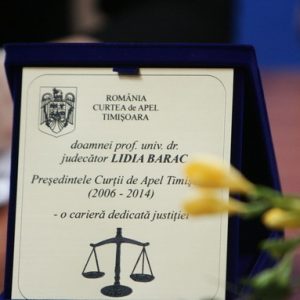 ROMÂNIA
CURTEA de APEL
TIMIȘOARA
doamnei prof. univ. dr.
judecător LIDIA BARAC
Președintele Curții de Apel
(2006 - 2014)
- o carieră dedicată justiției